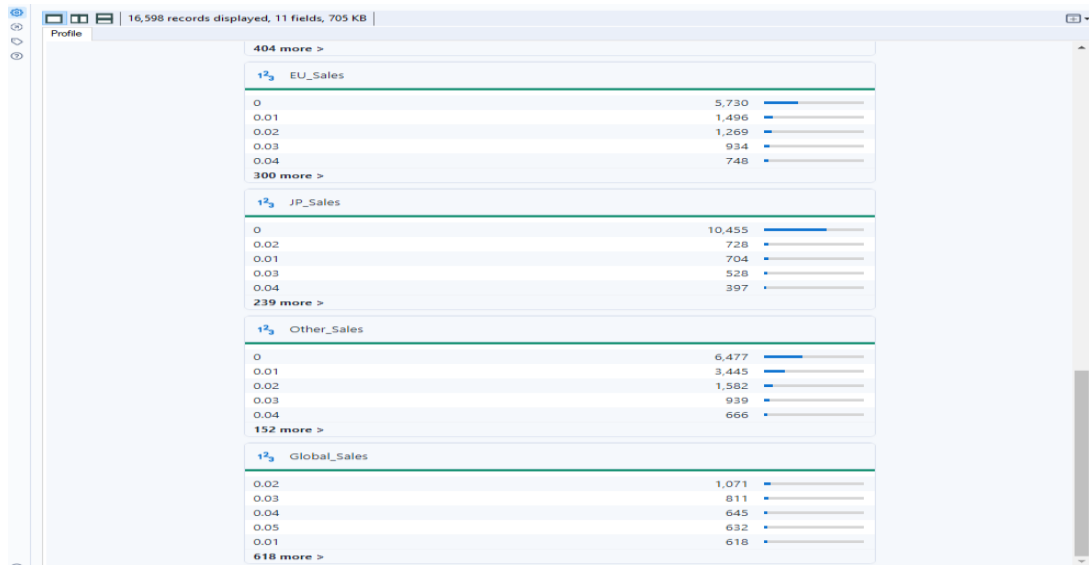 16,598 records displayed, 11 fields, 705 KB
Profile
404 more >
123 EU_Sales
0 5,730
0.01 1,496
0.02 1,269
0.03 934
0.04 748
300 more >
123 JP_Sales
0 10,455
0.02 728
0.01 704
0.03 528
0.04 397
239 more >
123 Other_Sales
0 6,477
0.01 3,445
0.02 1,582
0.03 939
0.04 666
152 more >
123 Global_Sales
0.02 1,071
0.03 811
0.04 645
0.05 632
0.01 618
618 more >